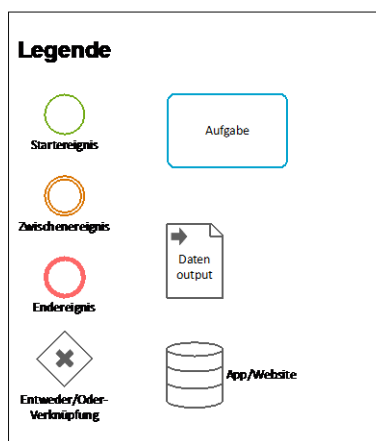 Legende
Startereignis
Aufgabe
Zwischenereignis
Daten
output
Endereignis
App/Website
Entweder/Oder-
Verknüpfung